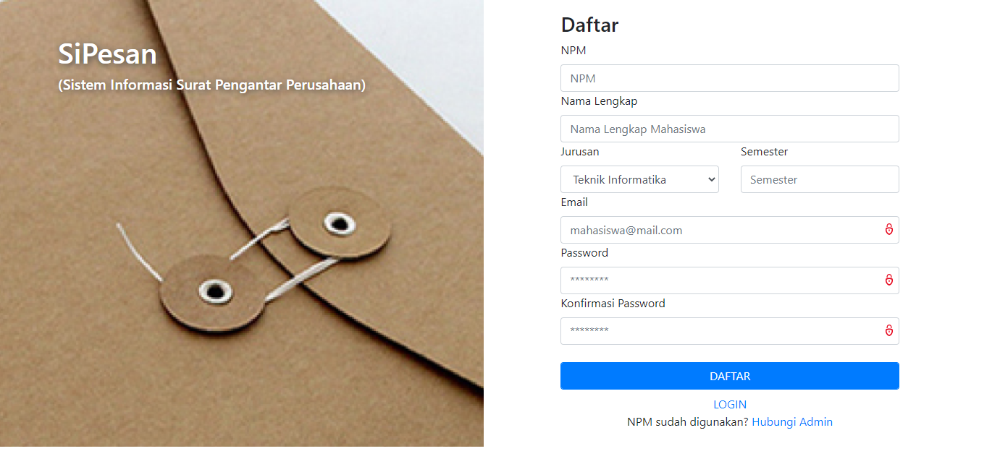 SiPesan
(Sistem Informasi Surat Pengantar Perusahaan)
Daftar
NPM
NPM
Nama Lengkap
Nama Lengkap Mahasiswa
Jurusan
Semester
Teknik Informatika
Semester
Email
mahasiswa@mail.com
Password
********
Konfirmasi Password
********
DAFTAR
LOGIN
NPM sudah digunakan? Hubungi Admin